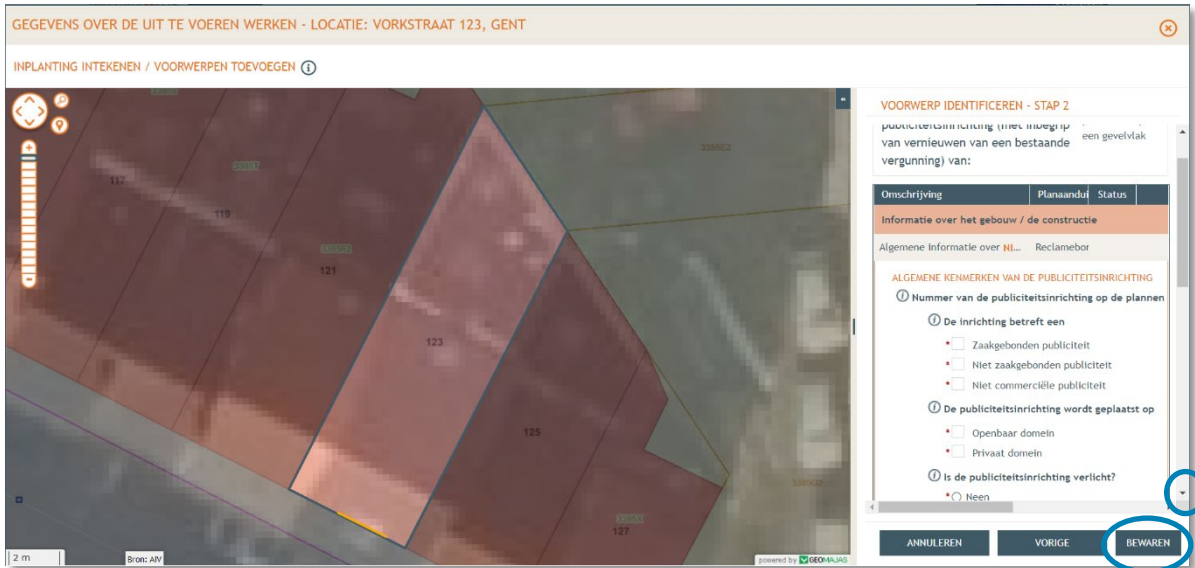 GEGEVENS OVER DE UIT TE VOEREN WERKEN - LOCATIE: VORKSTRAAT 123, GENT
INPLANTING INTEKENEN / VOORWERPEN TOEVOEGEN
117
119
121
123
125
127
3385E2
2 m
Bron: AIV
powered by GEOMAJAS
VOORWERP IDENTIFICEREN - STAP 2
publiciteitsinrichting (met inbegrip
van vernieuwen van een bestaande
vergunning) van:
een gevelvlak
Omschrijving Planaandui Status
Informatie over het gebouw / de constructie
Algemene informatie over NI... Reclamebor
ALGEMENE KENMERKEN VAN DE PUBLICITEITSINRICHTING
Nummer van de publiciteitsinrichting op de plannen
De inrichting betreft een
* Zaakgebonden publiciteit
* Niet zaakgebonden publiciteit
* Niet commerciële publiciteit
De publiciteitsinrichting wordt geplaatst op
* Openbaar domein
* Privaat domein
Is de publiciteitsinrichting verlicht?
* Neen
ANNULEREN VORIGE BEWAREN